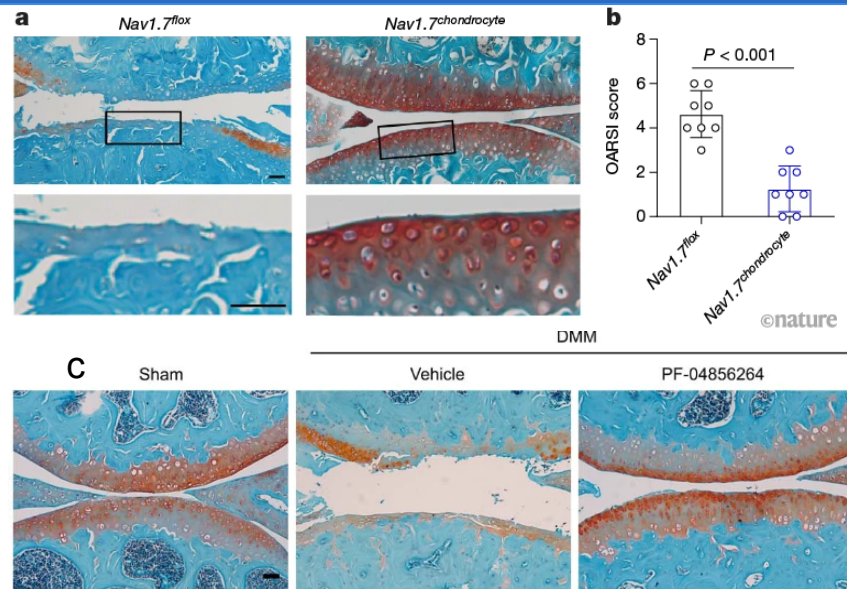 a
Nav1.7flox
Nav1.7chondrocyte
b
8
6
4
2
0
OARSI score
P < 0.001
Nav1.7flox
Nav1.7chondrocyte
©nature
DMM
c
Sham
Vehicle
PF-04856264